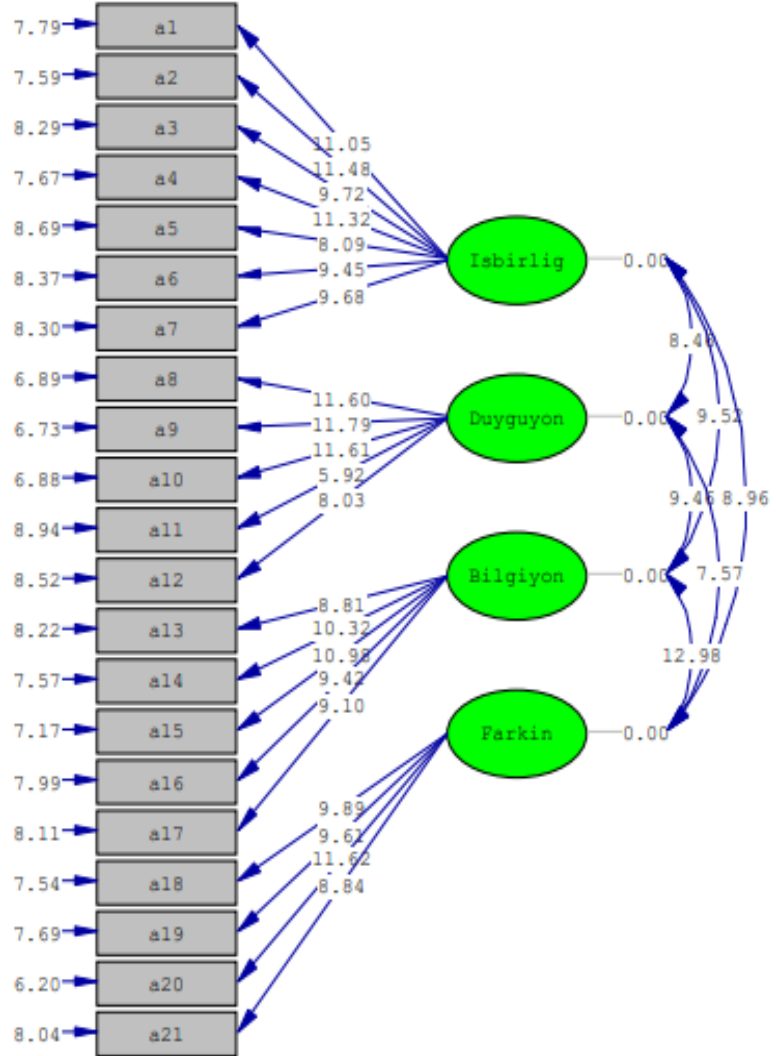 7.79 a1
7.59 a2
8.29 a3
7.67 a4
8.69 a5
8.37 a6
8.30 a7
6.89 a8
6.73 a9
6.88 a10
8.94 a11
8.52 a12
8.22 a13
7.57 a14
7.17 a15
7.99 a16
8.11 a17
7.54 a18
7.69 a19
6.20 a20
8.04 a21
11.05
11.48
9.72
11.32
8.09
9.45
9.68
11.60
11.79
11.61
5.92
8.03
8.81
10.32
10.98
9.42
9.10
9.89
9.61
11.62
8.84
Isbirlig 0.00
Duyguyon 0.00
Bilgiyon 0.00
Farkin 0.00
9.52
8.96
7.57
12.98